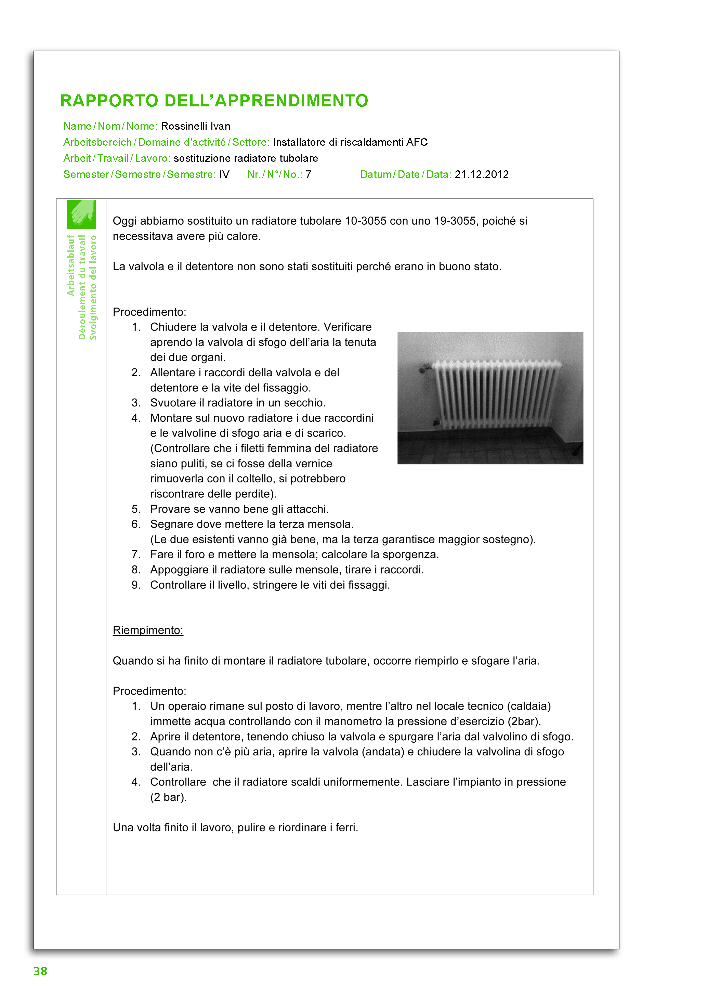 RAPPORTO DELL’APPRENDIMENTO
Name / Nom / Nome: Rossinelli Ivan
Arbeitsbereich / Domaine d’activité / Settore: Installatore di riscaldamenti AFC
Arbeit / Travail / Lavoro: sostituzione radiatore tubolare
Semester / Semestre / Semestre: IV Nr. / N°/ No.: 7 Datum / Date / Data: 21.12.2012
Arbeitsablauf
Déroulement du travail
Svolgimento del lavoro
Oggi abbiamo sostituito un radiatore tubolare 10-3055 con uno 19-3055, poiché si
necessitava avere più calore.
La valvola e il detentore non sono stati sostituiti perché erano in buono stato.
Procedimento:
1. Chiudere la valvola e il detentore. Verificare
aprendo la valvola di sfogo dell’aria la tenuta
dei due organi.
2. Allentare i raccordi della valvola e del
detentore e la vite del fissaggio.
3. Svuotare il radiatore in un secchio.
4. Montare sul nuovo radiatore i due raccordini
e le valvoline di sfogo aria e di scarico.
(Controllare che i filetti femmina del radiatore
siano puliti, se ci fosse della vernice
rimuoverla con il coltello, si potrebbero
riscontrare delle perdite).
5. Provare se vanno bene gli attacchi.
6. Segnare dove mettere la terza mensola.
(Le due esistenti vanno già bene, ma la terza garantisce maggior sostegno).
7. Fare il foro e mettere la mensola; calcolare la sporgenza.
8. Appoggiare il radiatore sulle mensole, tirare i raccordi.
9. Controllare il livello, stringere le viti dei fissaggi.
Riempimento:
Quando si ha finito di montare il radiatore tubolare, occorre riempirlo e sfogare l’aria.
Procedimento:
1. Un operaio rimane sul posto di lavoro, mentre l’altro nel locale tecnico (caldaia)
immette acqua controllando con il manometro la pressione d’esercizio (2bar).
2. Aprire il detentore, tenendo chiuso la valvola e spurgare l’aria dal valvolino di sfogo.
3. Quando non c’è più aria, aprire la valvola (andata) e chiudere la valvolina di sfogo
dell’aria.
4. Controllare  che il radiatore scaldi uniformemente. Lasciare l’impianto in pressione
(2 bar).
Una volta finito il lavoro, pulire e riordinare i ferri.
38